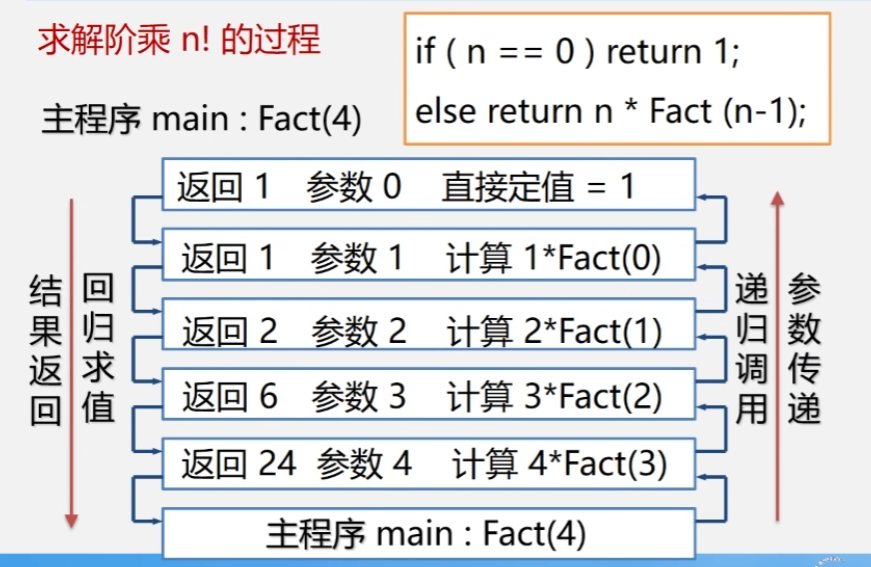 求解阶乘 n! 的过程
if ( n == 0 ) return 1;
else return n * Fact (n-1);
主程序 main : Fact(4)
返回 1 参数 0 直接定值 = 1
返回 1 参数 1 计算 1*Fact(0)
返回 2 参数 2 计算 2*Fact(1)
返回 6 参数 3 计算 3*Fact(2)
返回 24 参数 4 计算 4*Fact(3)
主程序 main : Fact(4)
结果返回
回归求值
递归调用
参数传递